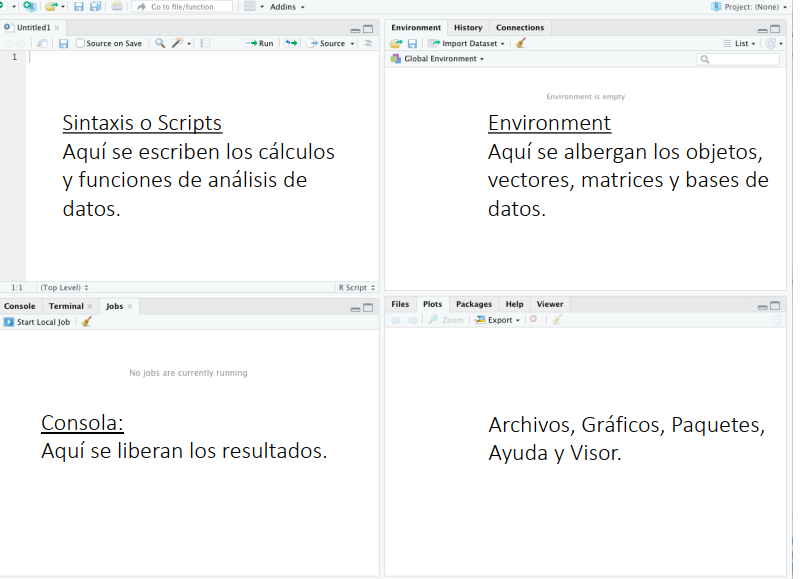 Go to file/function
Addins
Project: (None)
Untitled1
Source on Save
Run
Source
1
Sintaxis o Scripts
Aquí se escriben los cálculos
y funciones de análisis de
datos.
1:1
(Top Level)
R Script
Environment
History
Connections
Import Dataset
List
Global Environment
Environment is empty
Environment
Aquí se albergan los objetos,
vectores, matrices y bases de
datos.
Console
Terminal
Jobs
Start Local Job
No jobs are currently running
Consola:
Aquí se liberan los resultados.
Files
Plots
Packages
Help
Viewer
Zoom
Export
Archivos, Gráficos, Paquetes,
Ayuda y Visor.